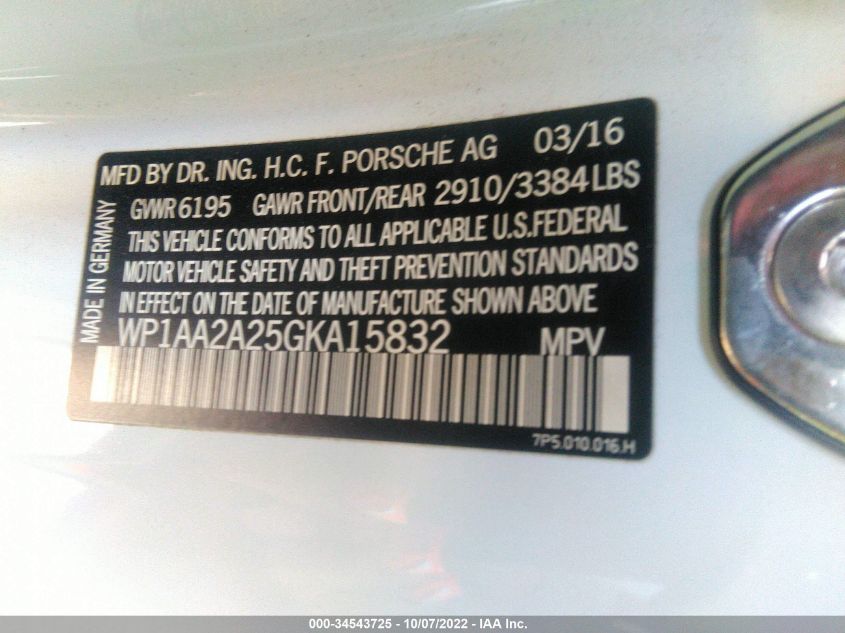 MFD BY DR. ING. H.C. F. PORSCHE AG 03/16
GVWR 6195 GAWR FRONT/REAR 2910/3384LBS
THIS VEHICLE CONFORMS TO ALL APPLICABLE U.S.FEDERAL
MOTOR VEHICLE SAFETY AND THEFT PREVENTION STANDARDS
IN EFFECT ON THE DATE OF MANUFACTURE SHOWN ABOVE
WP1AA2A25GKA15832 MPV
MADE IN GERMANY
7P5.010.016.H
000-34543725 - 10/07/2022 - IAA Inc.